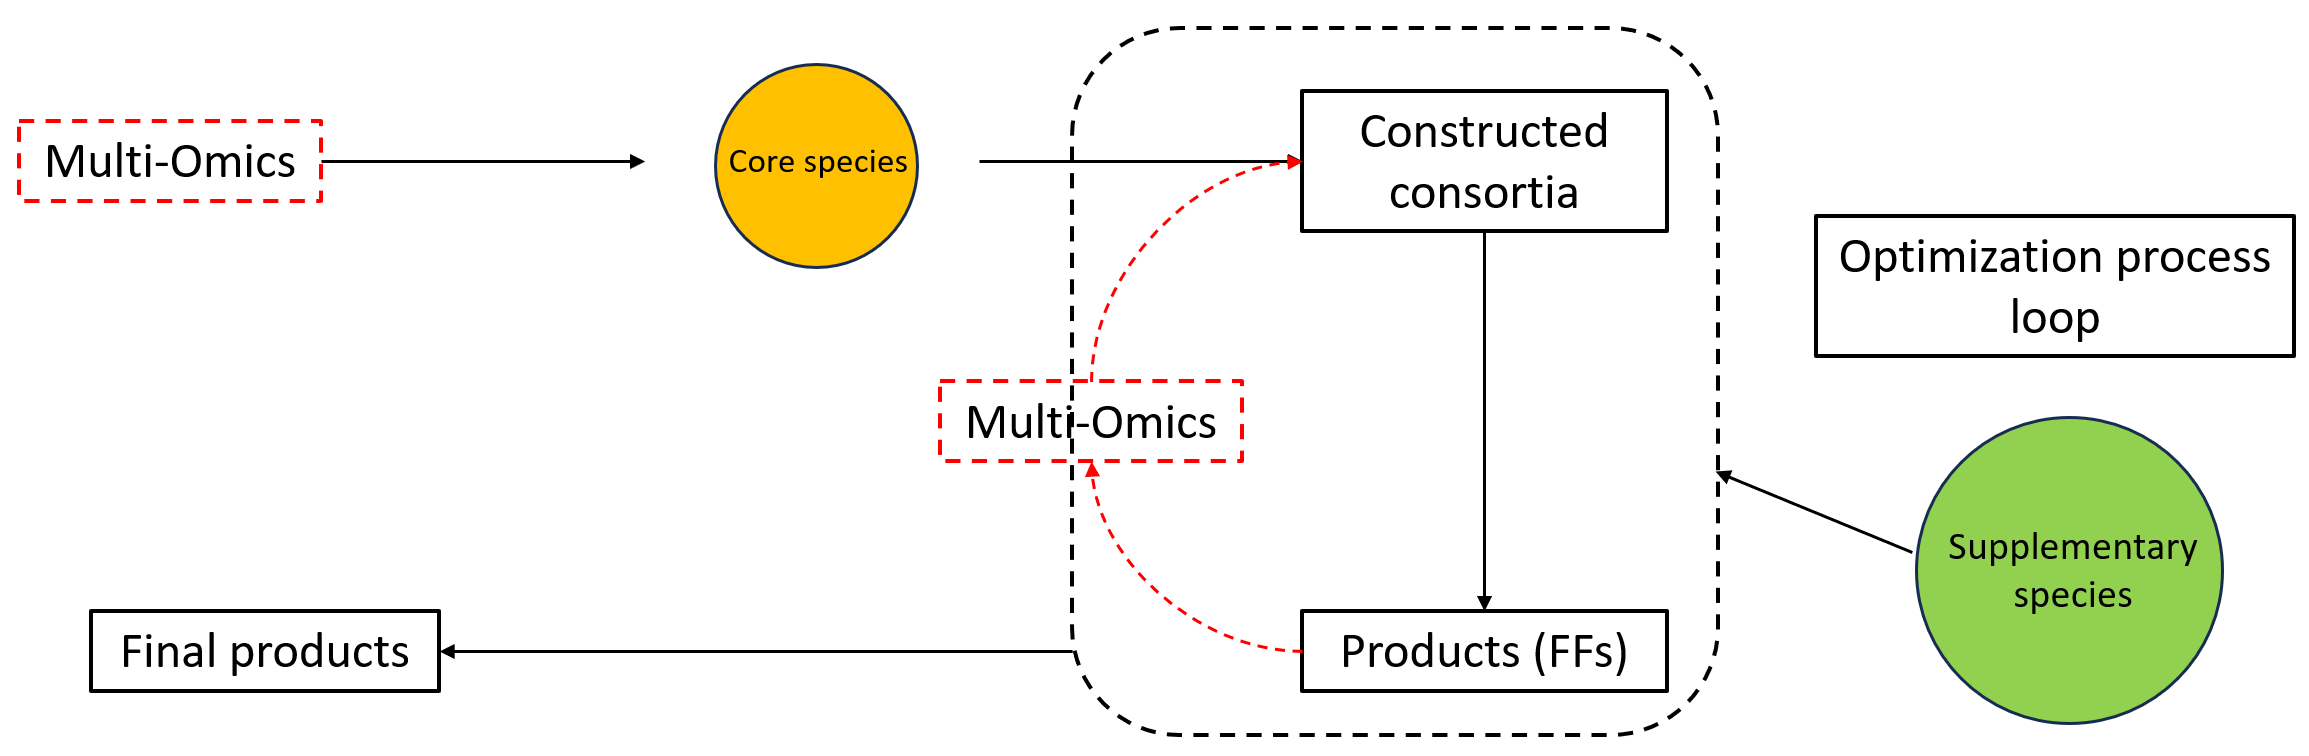 Multi-Omics
Core species
Constructed
consortia
Optimization process
loop
Multi-Omics
Supplementary
species
Final products
Products (FFs)